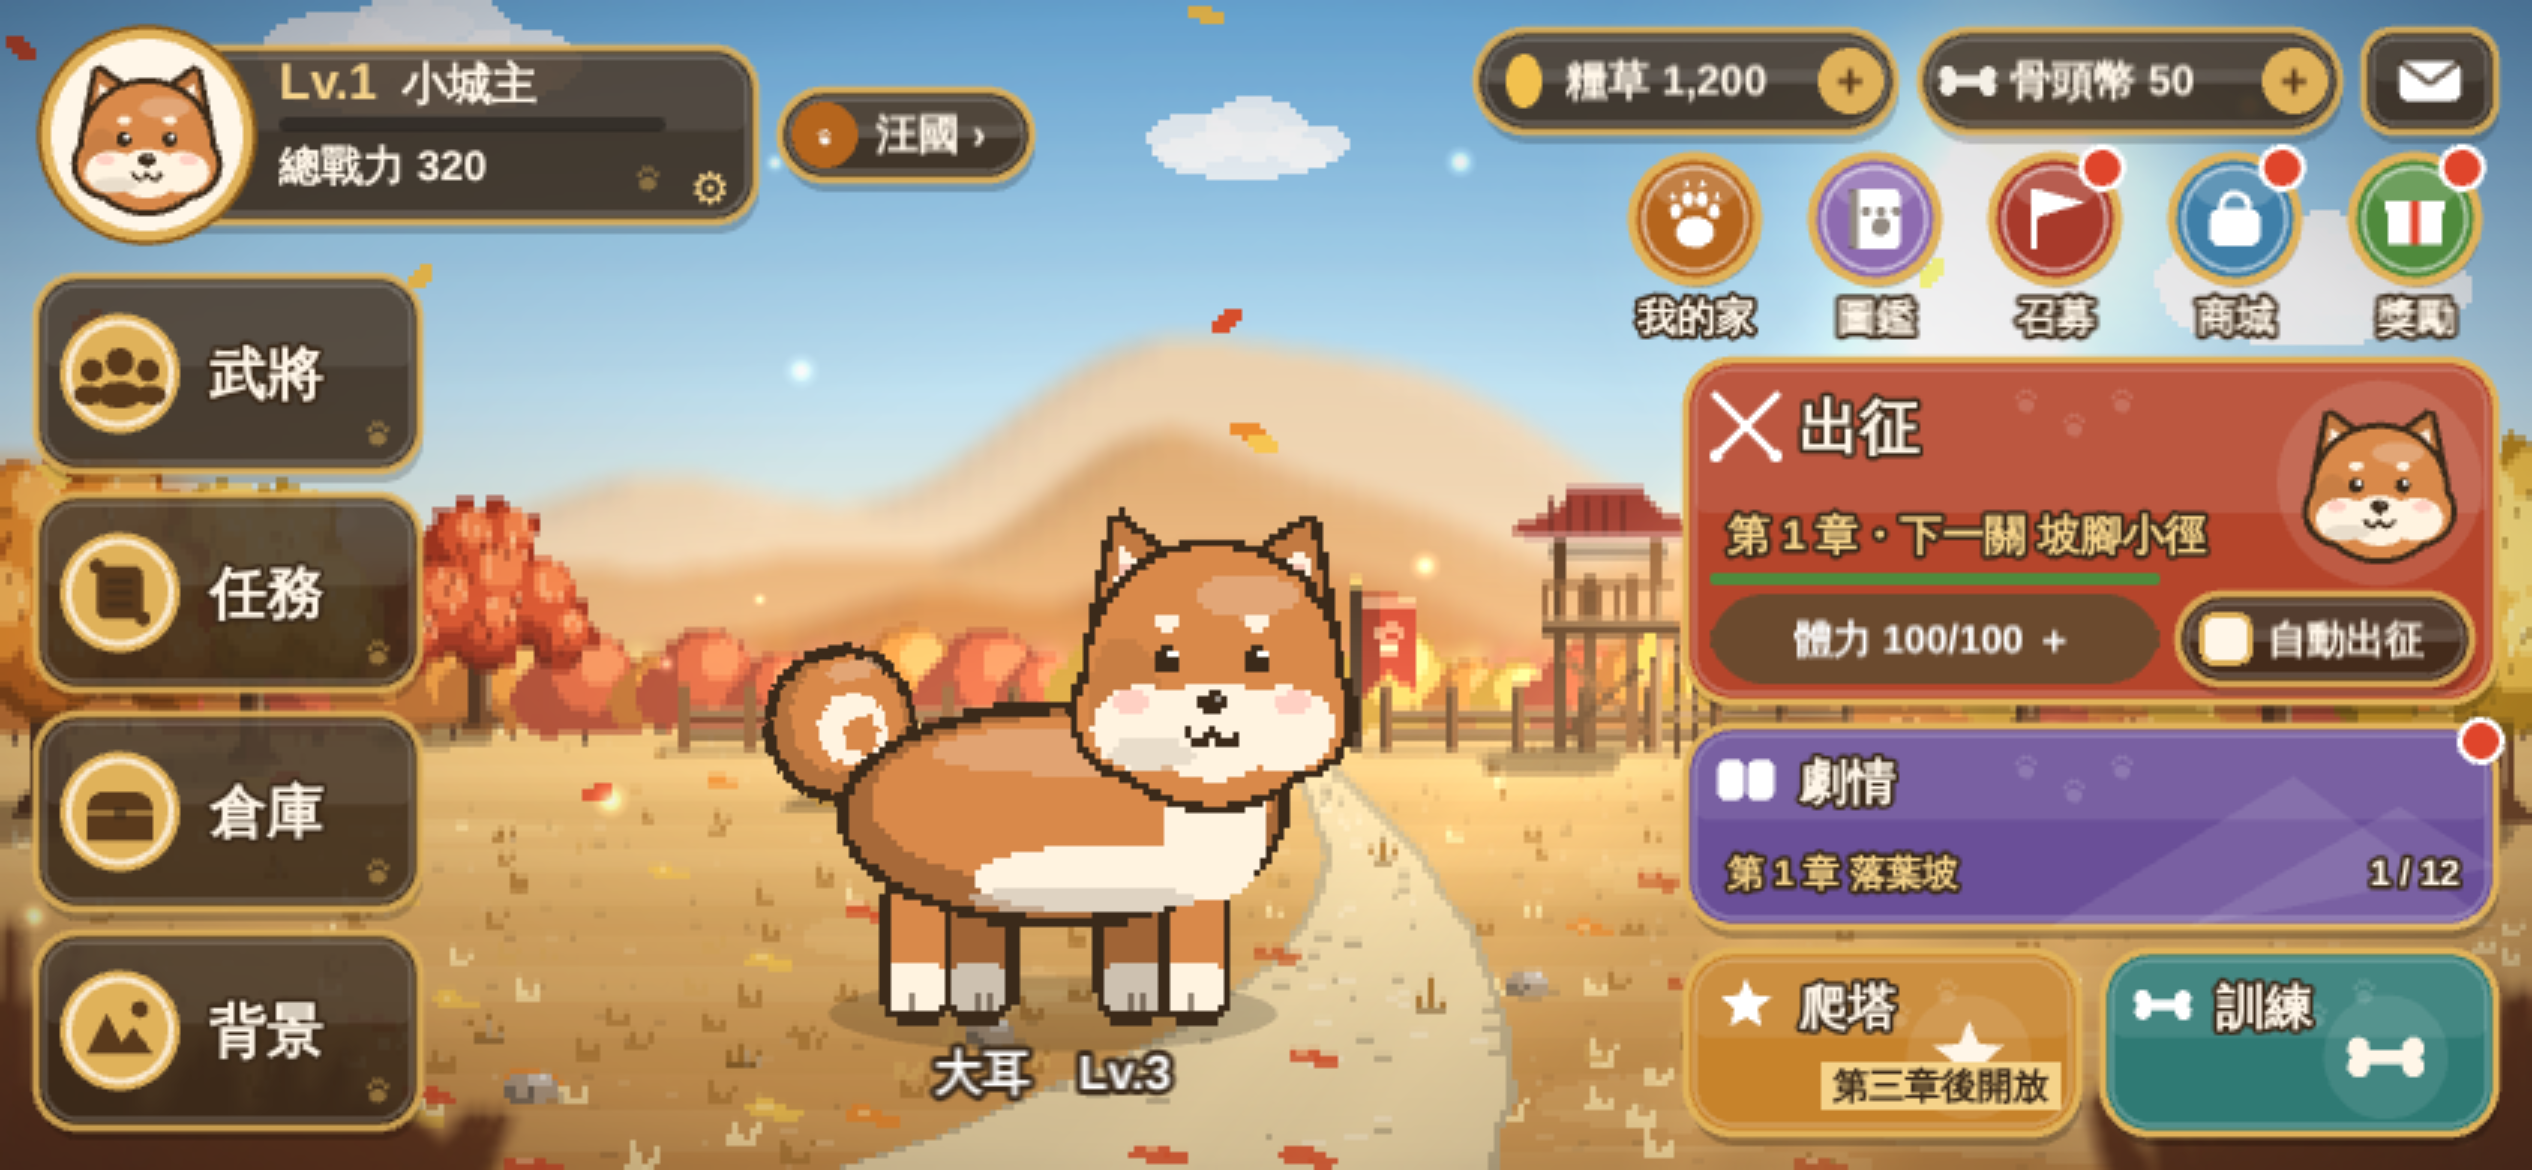 Lv.1 小城主
總戰力 320
汪國 ›
糧草 1,200 +
骨頭幣 50 +
我的家
圖鑑
召募
商城
獎勵
武將
任務
倉庫
背景
出征
第 1 章・下一關 坡腳小徑
體力 100/100 +
自動出征
劇情
第 1 章 落葉坡
1 / 12
爬塔
第三章後開放
訓練
大耳 Lv.3